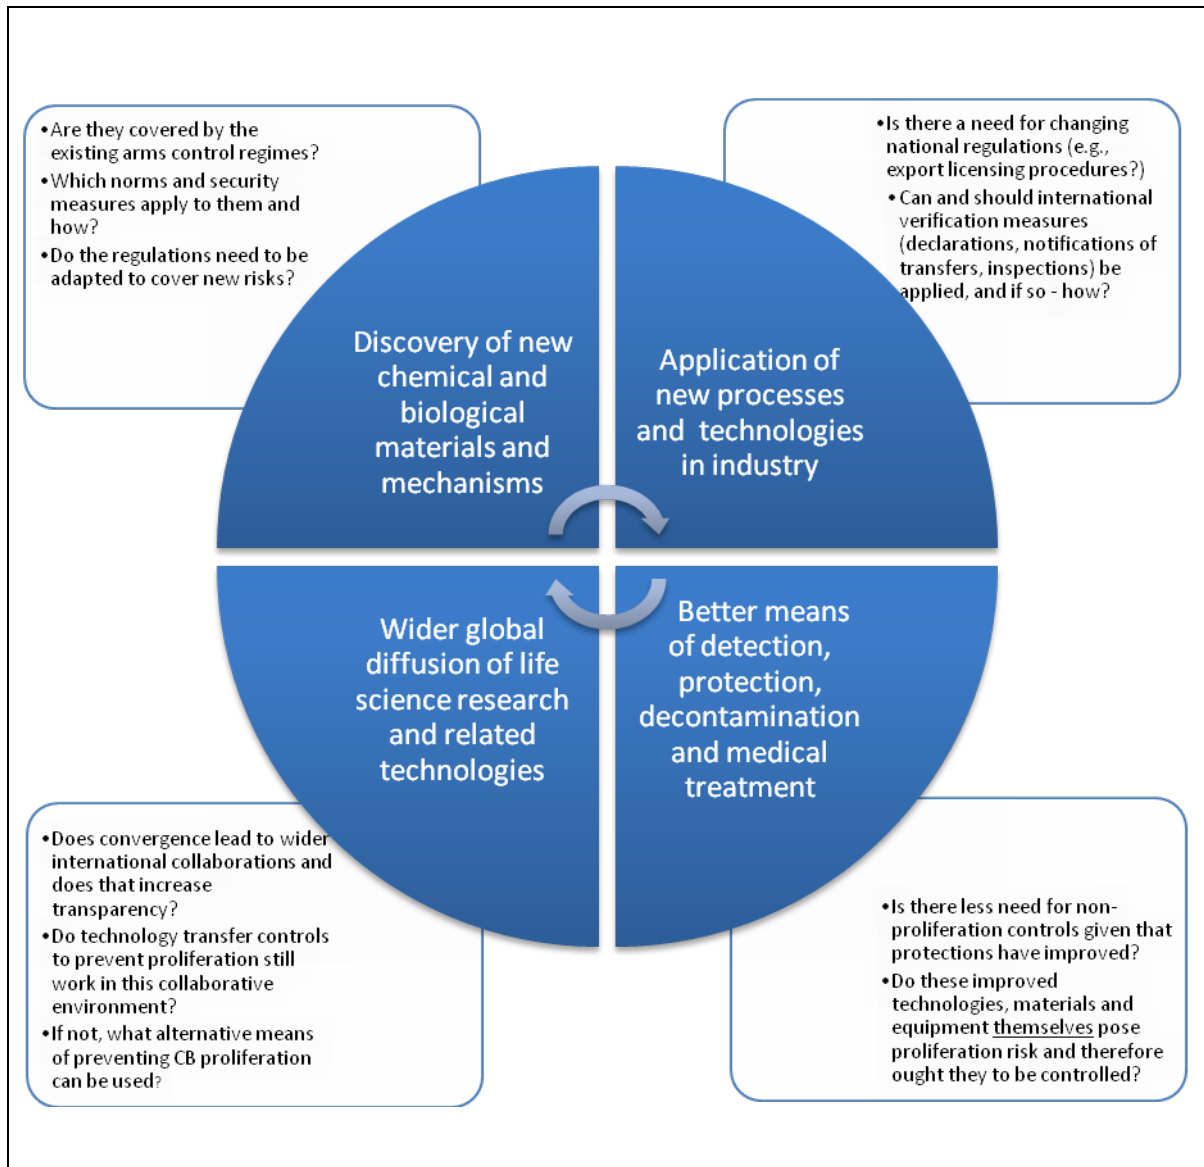 •Are they covered by the
existing arms control regimes?
•Which norms and security
measures apply to them and
how?
•Do the regulations need to be
adapted to cover new risks?
•Is there a need for changing
national regulations (e.g.,
export licensing procedures?)
•Can and should international
verification measures
(declarations, notifications of
transfers, inspections) be
applied, and if so - how?
Discovery of new
chemical and
biological
materials and
mechanisms
Application of
new processes
and technologies
in industry
Wider global
diffusion of life
science research
and related
technologies
Better means
of detection,
protection,
decontamination
and medical
treatment
•Does convergence lead to wider
international collaborations and
does that increase
transparency?
•Do technology transfer controls
to prevent proliferation still
work in this collaborative
environment?
•If not, what alternative means
of preventing CB proliferation
can be used?
•Is there less need for non-
proliferation controls given that
protections have improved?
•Do these improved
technologies, materials and
equipment themselves pose
proliferation risk and therefore
ought they to be controlled?